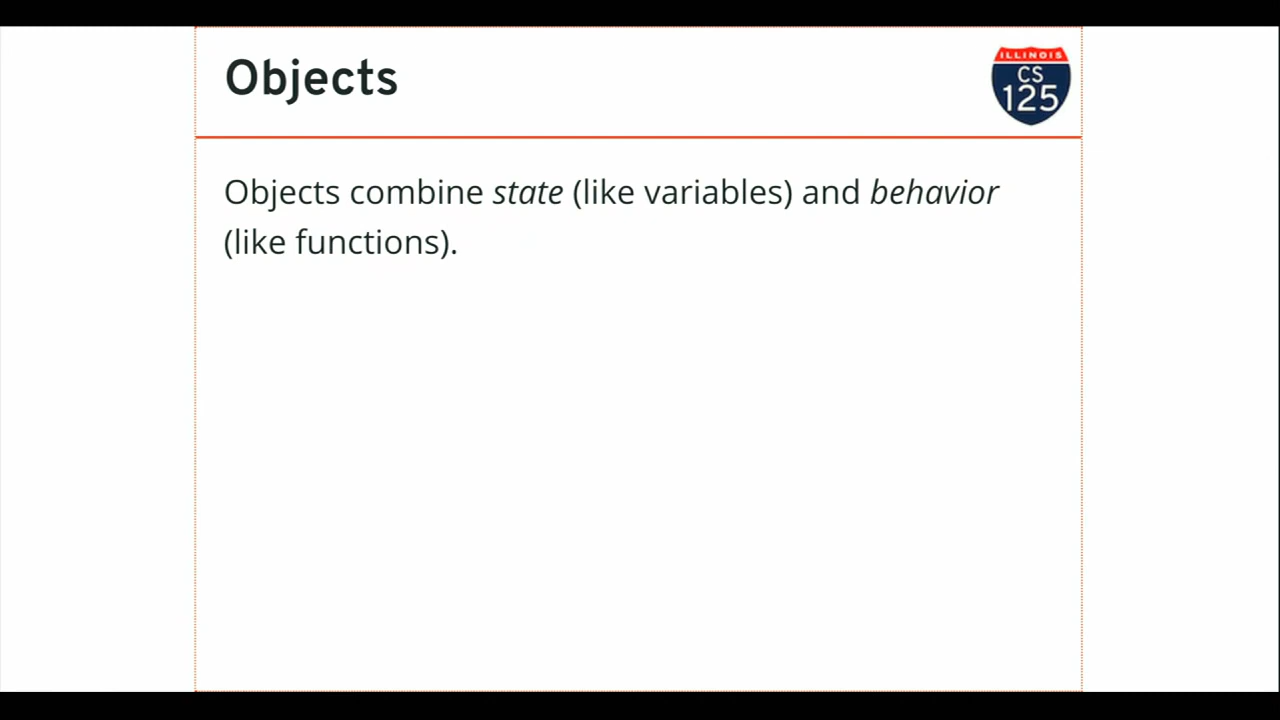 Objects
ILLINOIS
CS
125
Objects combine state (like variables) and behavior
(like functions).